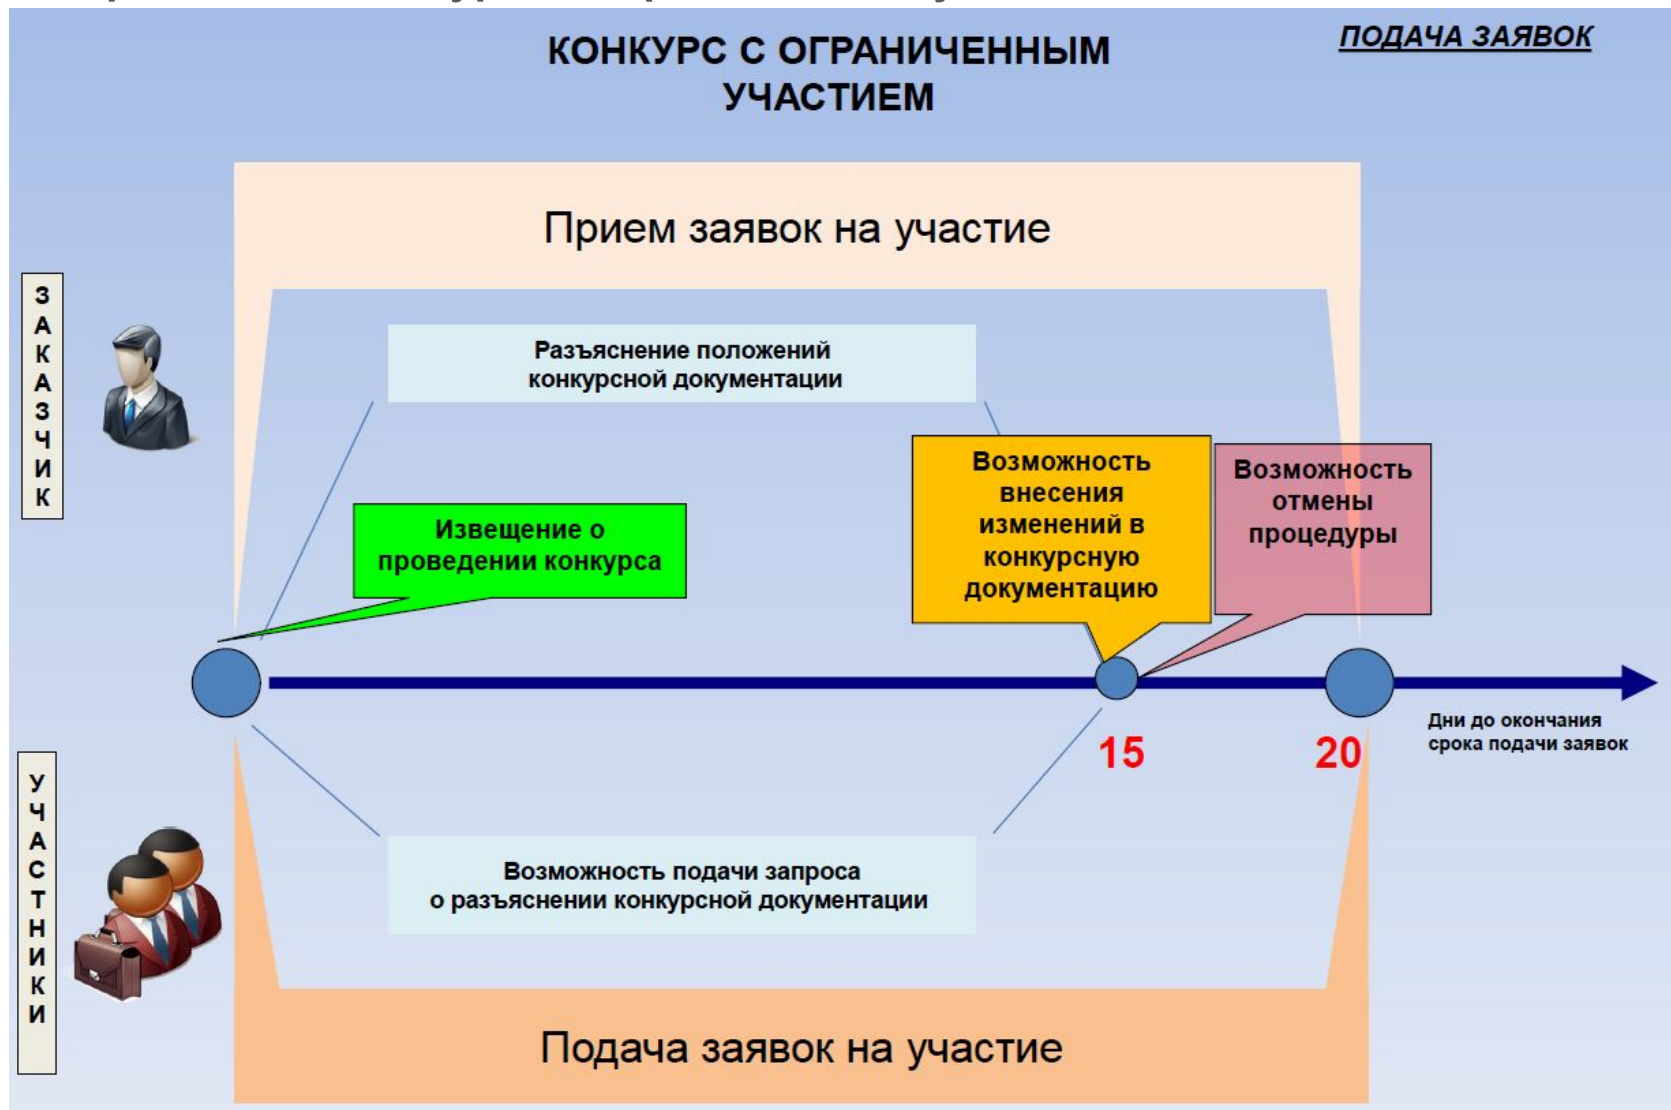 КОНКУРС С ОГРАНИЧЕННЫМ
УЧАСТИЕМ
ПОДАЧА ЗАЯВОК
Прием заявок на участие
ЗАКАЗЧИК
Разъяснение положений
конкурсной документации
Извещение о
проведении конкурса
Возможность
внесения
изменений в
конкурсную
документацию
Возможность
отмены
процедуры
15
20
Дни до окончания
срока подачи заявок
УЧАСТНИКИ
Возможность подачи запроса
о разъяснении конкурсной документации
Подача заявок на участие